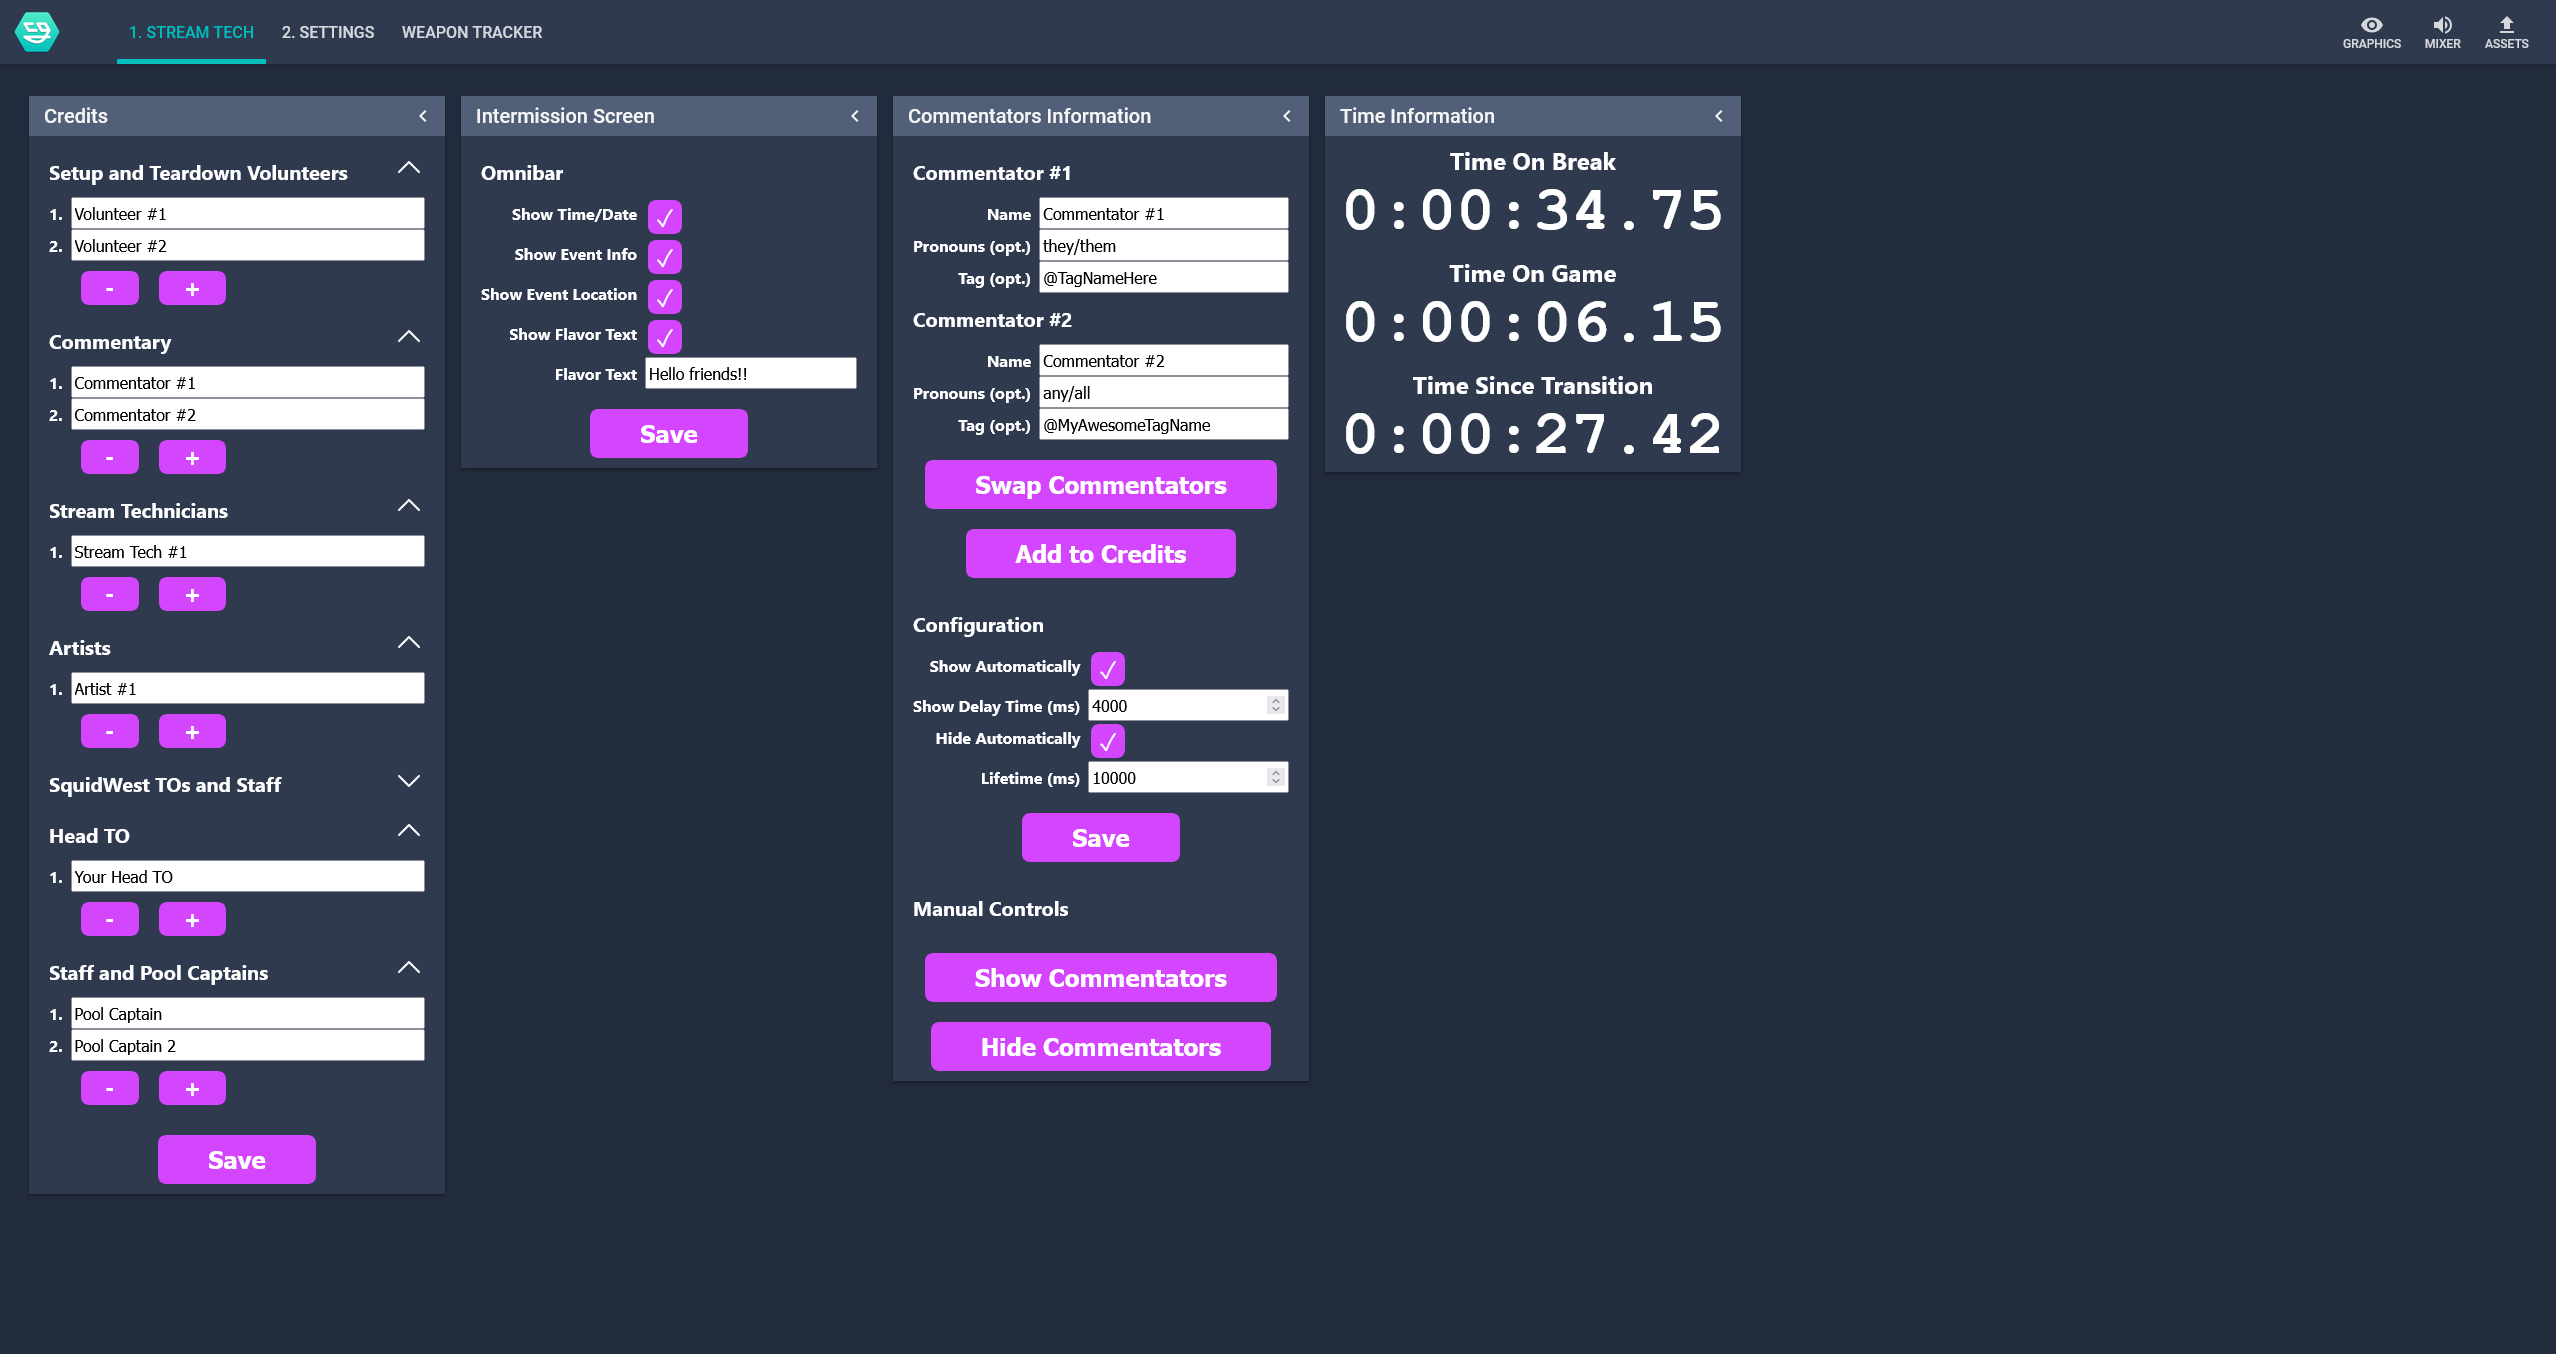 1. STREAM TECH
2. SETTINGS
WEAPON TRACKER
GRAPHICS
MIXER
ASSETS
Credits
Setup and Teardown Volunteers
1. Volunteer #1
2. Volunteer #2
- +
Commentary
1. Commentator #1
2. Commentator #2
- +
Stream Technicians
1. Stream Tech #1
- +
Artists
1. Artist #1
- +
SquidWest TOs and Staff
Head TO
1. Your Head TO
- +
Staff and Pool Captains
1. Pool Captain
2. Pool Captain 2
- +
Save
Intermission Screen
Omnibar
Show Time/Date ✓
Show Event Info ✓
Show Event Location ✓
Show Flavor Text ✓
Flavor Text Hello friends!!
Save
Commentators Information
Commentator #1
Name Commentator #1
Pronouns (opt.) they/them
Tag (opt.) @TagNameHere
Commentator #2
Name Commentator #2
Pronouns (opt.) any/all
Tag (opt.) @MyAwesomeTagName
Swap Commentators
Add to Credits
Configuration
Show Automatically ✓
Show Delay Time (ms) 4000
Hide Automatically ✓
Lifetime (ms) 10000
Save
Manual Controls
Show Commentators
Hide Commentators
Time Information
Time On Break
0:00:34.75
Time On Game
0:00:06.15
Time Since Transition
0:00:27.42